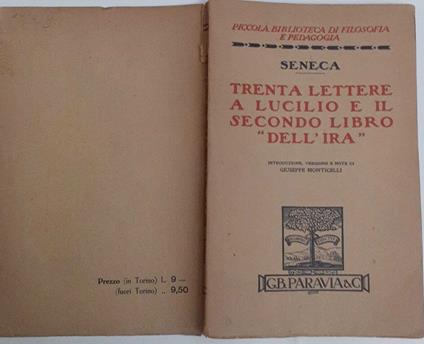 PICCOLA BIBLIOTECA DI FILOSOFIA
E PEDAGOGIA
SENECA
TRENTA LETTERE
A LUCILIO E IL
SECONDO LIBRO
"DELL'IRA"
INTRODUZIONE, VERSIONE E NOTE DI
GIUSEPPE MONTICELLI
G.B. PARAVIA & C.
Prezzo (in Torino) L. 9 —
(fuori Torino) .. 9,50